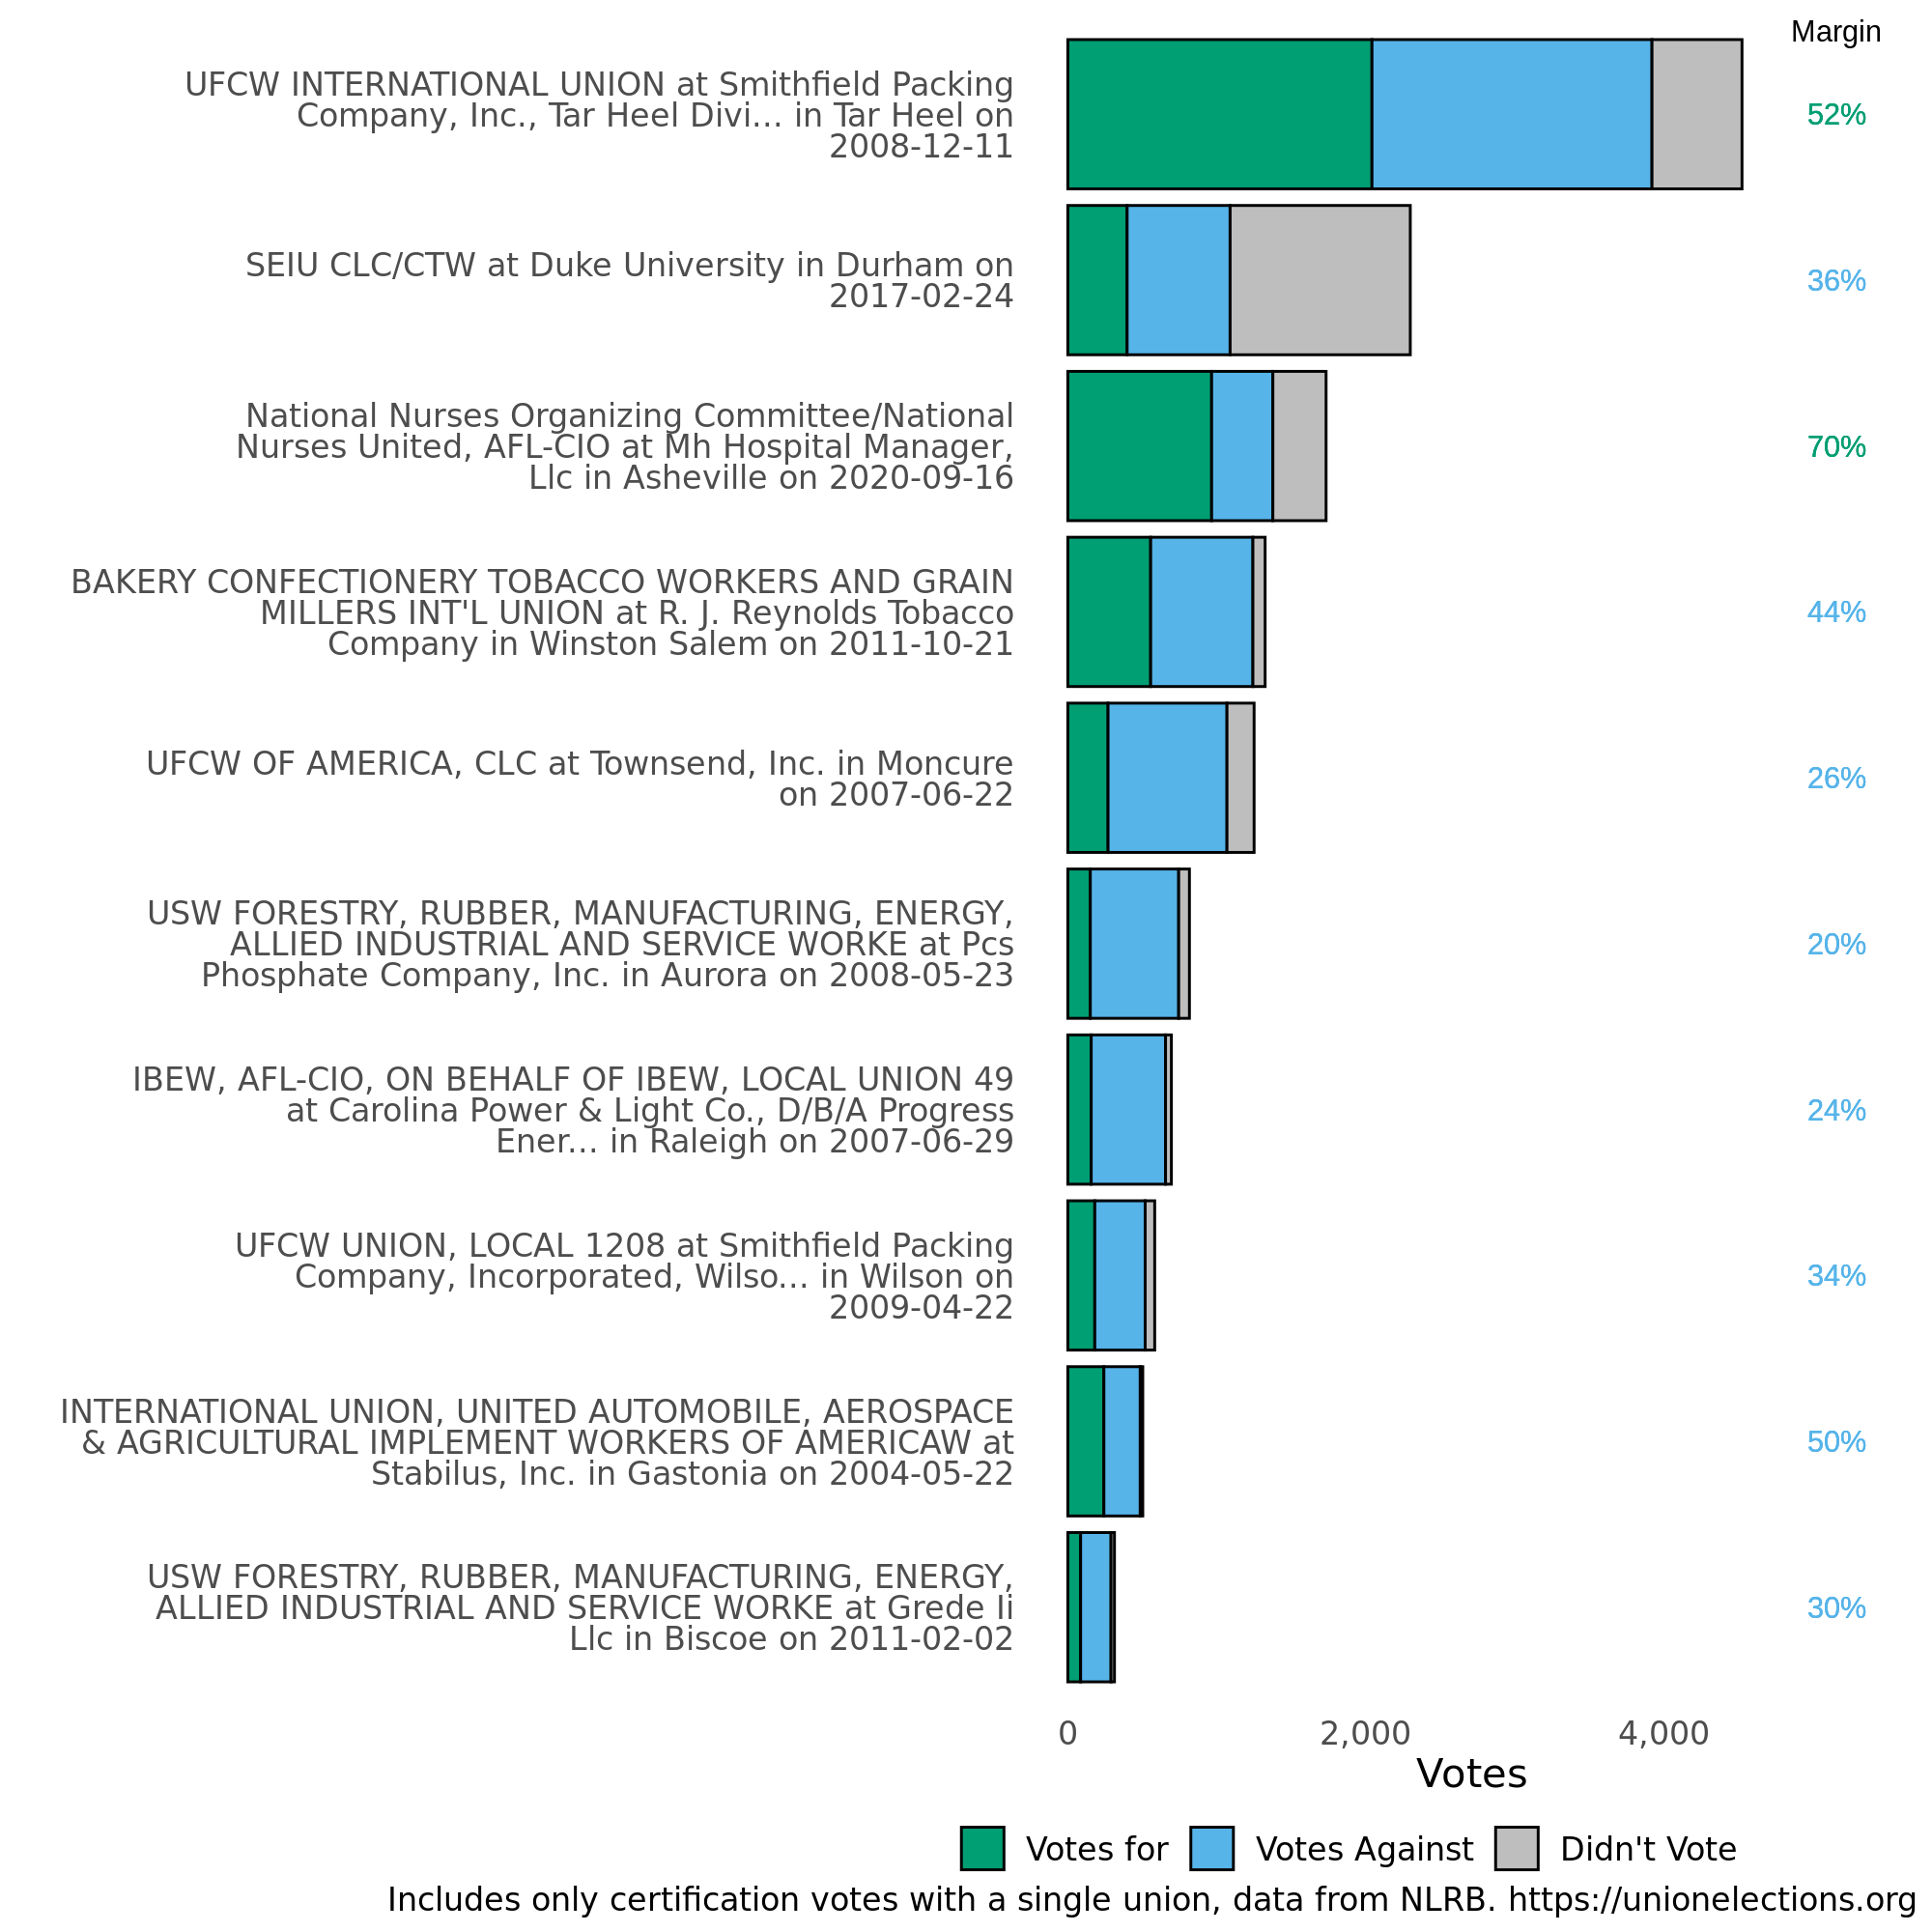 Margin
UFCW INTERNATIONAL UNION at Smithfield Packing
Company, Inc., Tar Heel Divi... in Tar Heel on
2008-12-11
52%
SEIU CLC/CTW at Duke University in Durham on
2017-02-24
36%
National Nurses Organizing Committee/National
Nurses United, AFL-CIO at Mh Hospital Manager,
Llc in Asheville on 2020-09-16
70%
BAKERY CONFECTIONERY TOBACCO WORKERS AND GRAIN
MILLERS INT'L UNION at R. J. Reynolds Tobacco
Company in Winston Salem on 2011-10-21
44%
UFCW OF AMERICA, CLC at Townsend, Inc. in Moncure
on 2007-06-22
26%
USW FORESTRY, RUBBER, MANUFACTURING, ENERGY,
ALLIED INDUSTRIAL AND SERVICE WORKE at Pcs
Phosphate Company, Inc. in Aurora on 2008-05-23
20%
IBEW, AFL-CIO, ON BEHALF OF IBEW, LOCAL UNION 49
at Carolina Power & Light Co., D/B/A Progress
Ener... in Raleigh on 2007-06-29
24%
UFCW UNION, LOCAL 1208 at Smithfield Packing
Company, Incorporated, Wilso... in Wilson on
2009-04-22
34%
INTERNATIONAL UNION, UNITED AUTOMOBILE, AEROSPACE
& AGRICULTURAL IMPLEMENT WORKERS OF AMERICAW at
Stabilus, Inc. in Gastonia on 2004-05-22
50%
USW FORESTRY, RUBBER, MANUFACTURING, ENERGY,
ALLIED INDUSTRIAL AND SERVICE WORKE at Grede Ii
Llc in Biscoe on 2011-02-02
30%
0 2,000 4,000
Votes
Votes for Votes Against Didn't Vote
Includes only certification votes with a single union, data from NLRB. https://unionelections.org